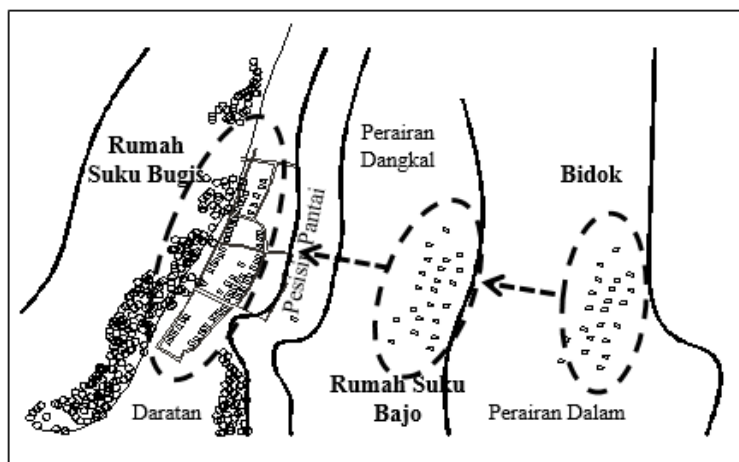 Rumah
Suku Bugis
Perairan
Dangkal
Bidok
Pesisir Pantai
Rumah Suku
Bajo
Daratan
Perairan Dalam